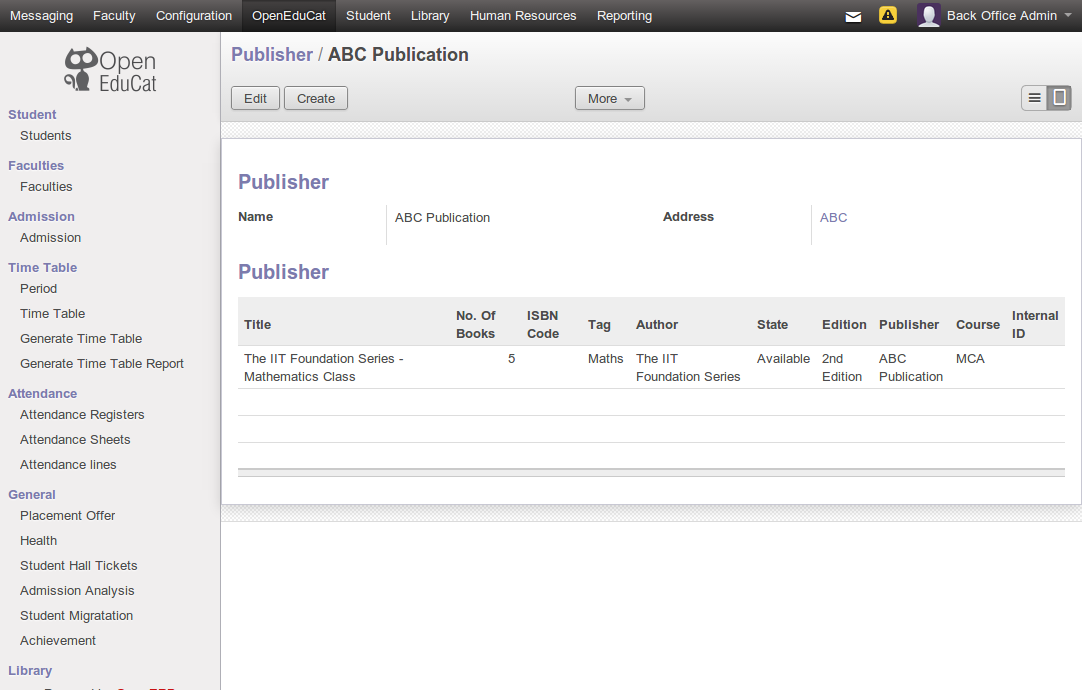 Messaging Faculty Configuration OpenEduCat Student Library Human Resources Reporting Back Office Admin
Open
EduCat
Student
Students
Faculties
Faculties
Admission
Admission
Time Table
Period
Time Table
Generate Time Table
Generate Time Table Report
Attendance
Attendance Registers
Attendance Sheets
Attendance lines
General
Placement Offer
Health
Student Hall Tickets
Admission Analysis
Student Migratation
Achievement
Library
Publisher / ABC Publication
Edit Create More
Publisher
Name ABC Publication Address ABC
Publisher
Title No. Of Books ISBN Code Tag Author State Edition Publisher Course Internal ID
The IIT Foundation Series - 5 Maths The IIT Available 2nd ABC MCA
Mathematics Class Foundation Series Edition Publication